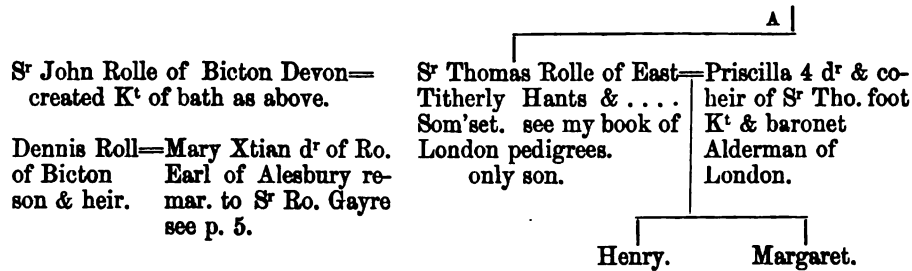 A
Sʳ John Rolle of Bicton Devon=
created Kᵗ of bath as above.
Dennis Roll=Mary Xtian dʳ of Ro.
of Bicton Earl of Alesbury re-
son & heir. mar. to Sʳ Ro. Gayre
see p. 5.
Sʳ Thomas Rolle of East=Priscilla 4 dʳ & co-
Titherly Hants & .... heir of Sʳ Tho. foot
Som'set. see my book of Kᵗ & baronet
London pedigrees. Alderman of
only son. London.
Henry. Margaret.